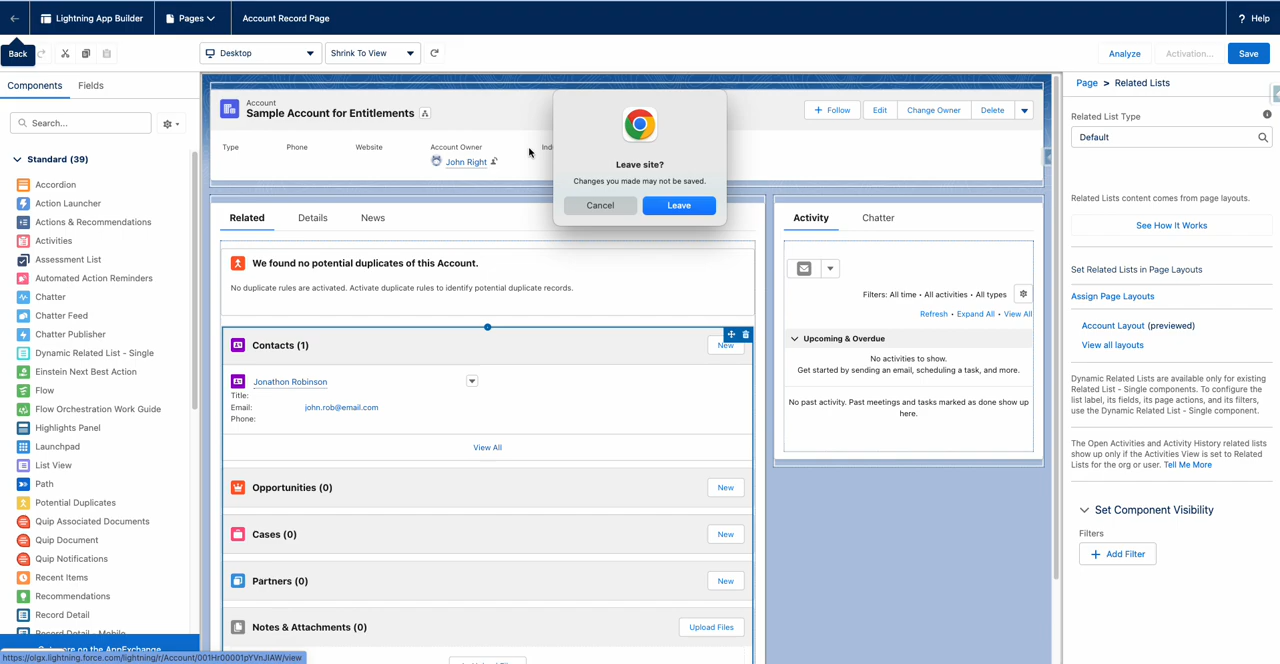 Lightning App Builder
Pages
Account Record Page
? Help
Back
Desktop
Shrink To View
Analyze
Activation...
Save
Components
Fields
Search...
Standard (39)
Accordion
Action Launcher
Actions & Recommendations
Activities
Assessment List
Automated Action Reminders
Chatter
Chatter Feed
Chatter Publisher
Dynamic Related List - Single
Einstein Next Best Action
Flow
Flow Orchestration Work Guide
Highlights Panel
Launchpad
List View
Path
Potential Duplicates
Quip Associated Documents
Quip Document
Quip Notifications
Recent Items
Recommendations
Record Detail
Record Detail - Mobile
https://olgx.lightning.force.com/lightning/r/Account/001Hr00001pYVnJIAW/view
Account
Sample Account for Entitlements
+ Follow
Edit
Change Owner
Delete
Type
Phone
Website
Account Owner
John Right
Leave site?
Changes you made may not be saved.
Cancel
Leave
Related
Details
News
We found no potential duplicates of this Account.
No duplicate rules are activated. Activate duplicate rules to identify potential duplicate records.
Contacts (1)
New
Jonathon Robinson
Title:
Email:
john.rob@email.com
Phone:
View All
Opportunities (0)
New
Cases (0)
New
Partners (0)
New
Notes & Attachments (0)
Upload Files
Activity
Chatter
Filters: All time • All activities • All types
Refresh • Expand All • View All
Upcoming & Overdue
No activities to show.
Get started by sending an email, scheduling a task, and more.
No past activity. Past meetings and tasks marked as done show up
here.
Page > Related Lists
Related List Type
Default
Related Lists content comes from page layouts.
See How It Works
Set Related Lists in Page Layouts
Assign Page Layouts
Account Layout (previewed)
View all layouts
Dynamic Related Lists are available only for existing
Related List - Single components. To configure the
list label, its fields, its page actions, and its filters,
use the Dynamic Related List - Single component.
The Open Activities and Activity History related lists
show up only if the Activities View is set to Related
Lists for the org or user. Tell Me More
Set Component Visibility
Filters
+ Add Filter